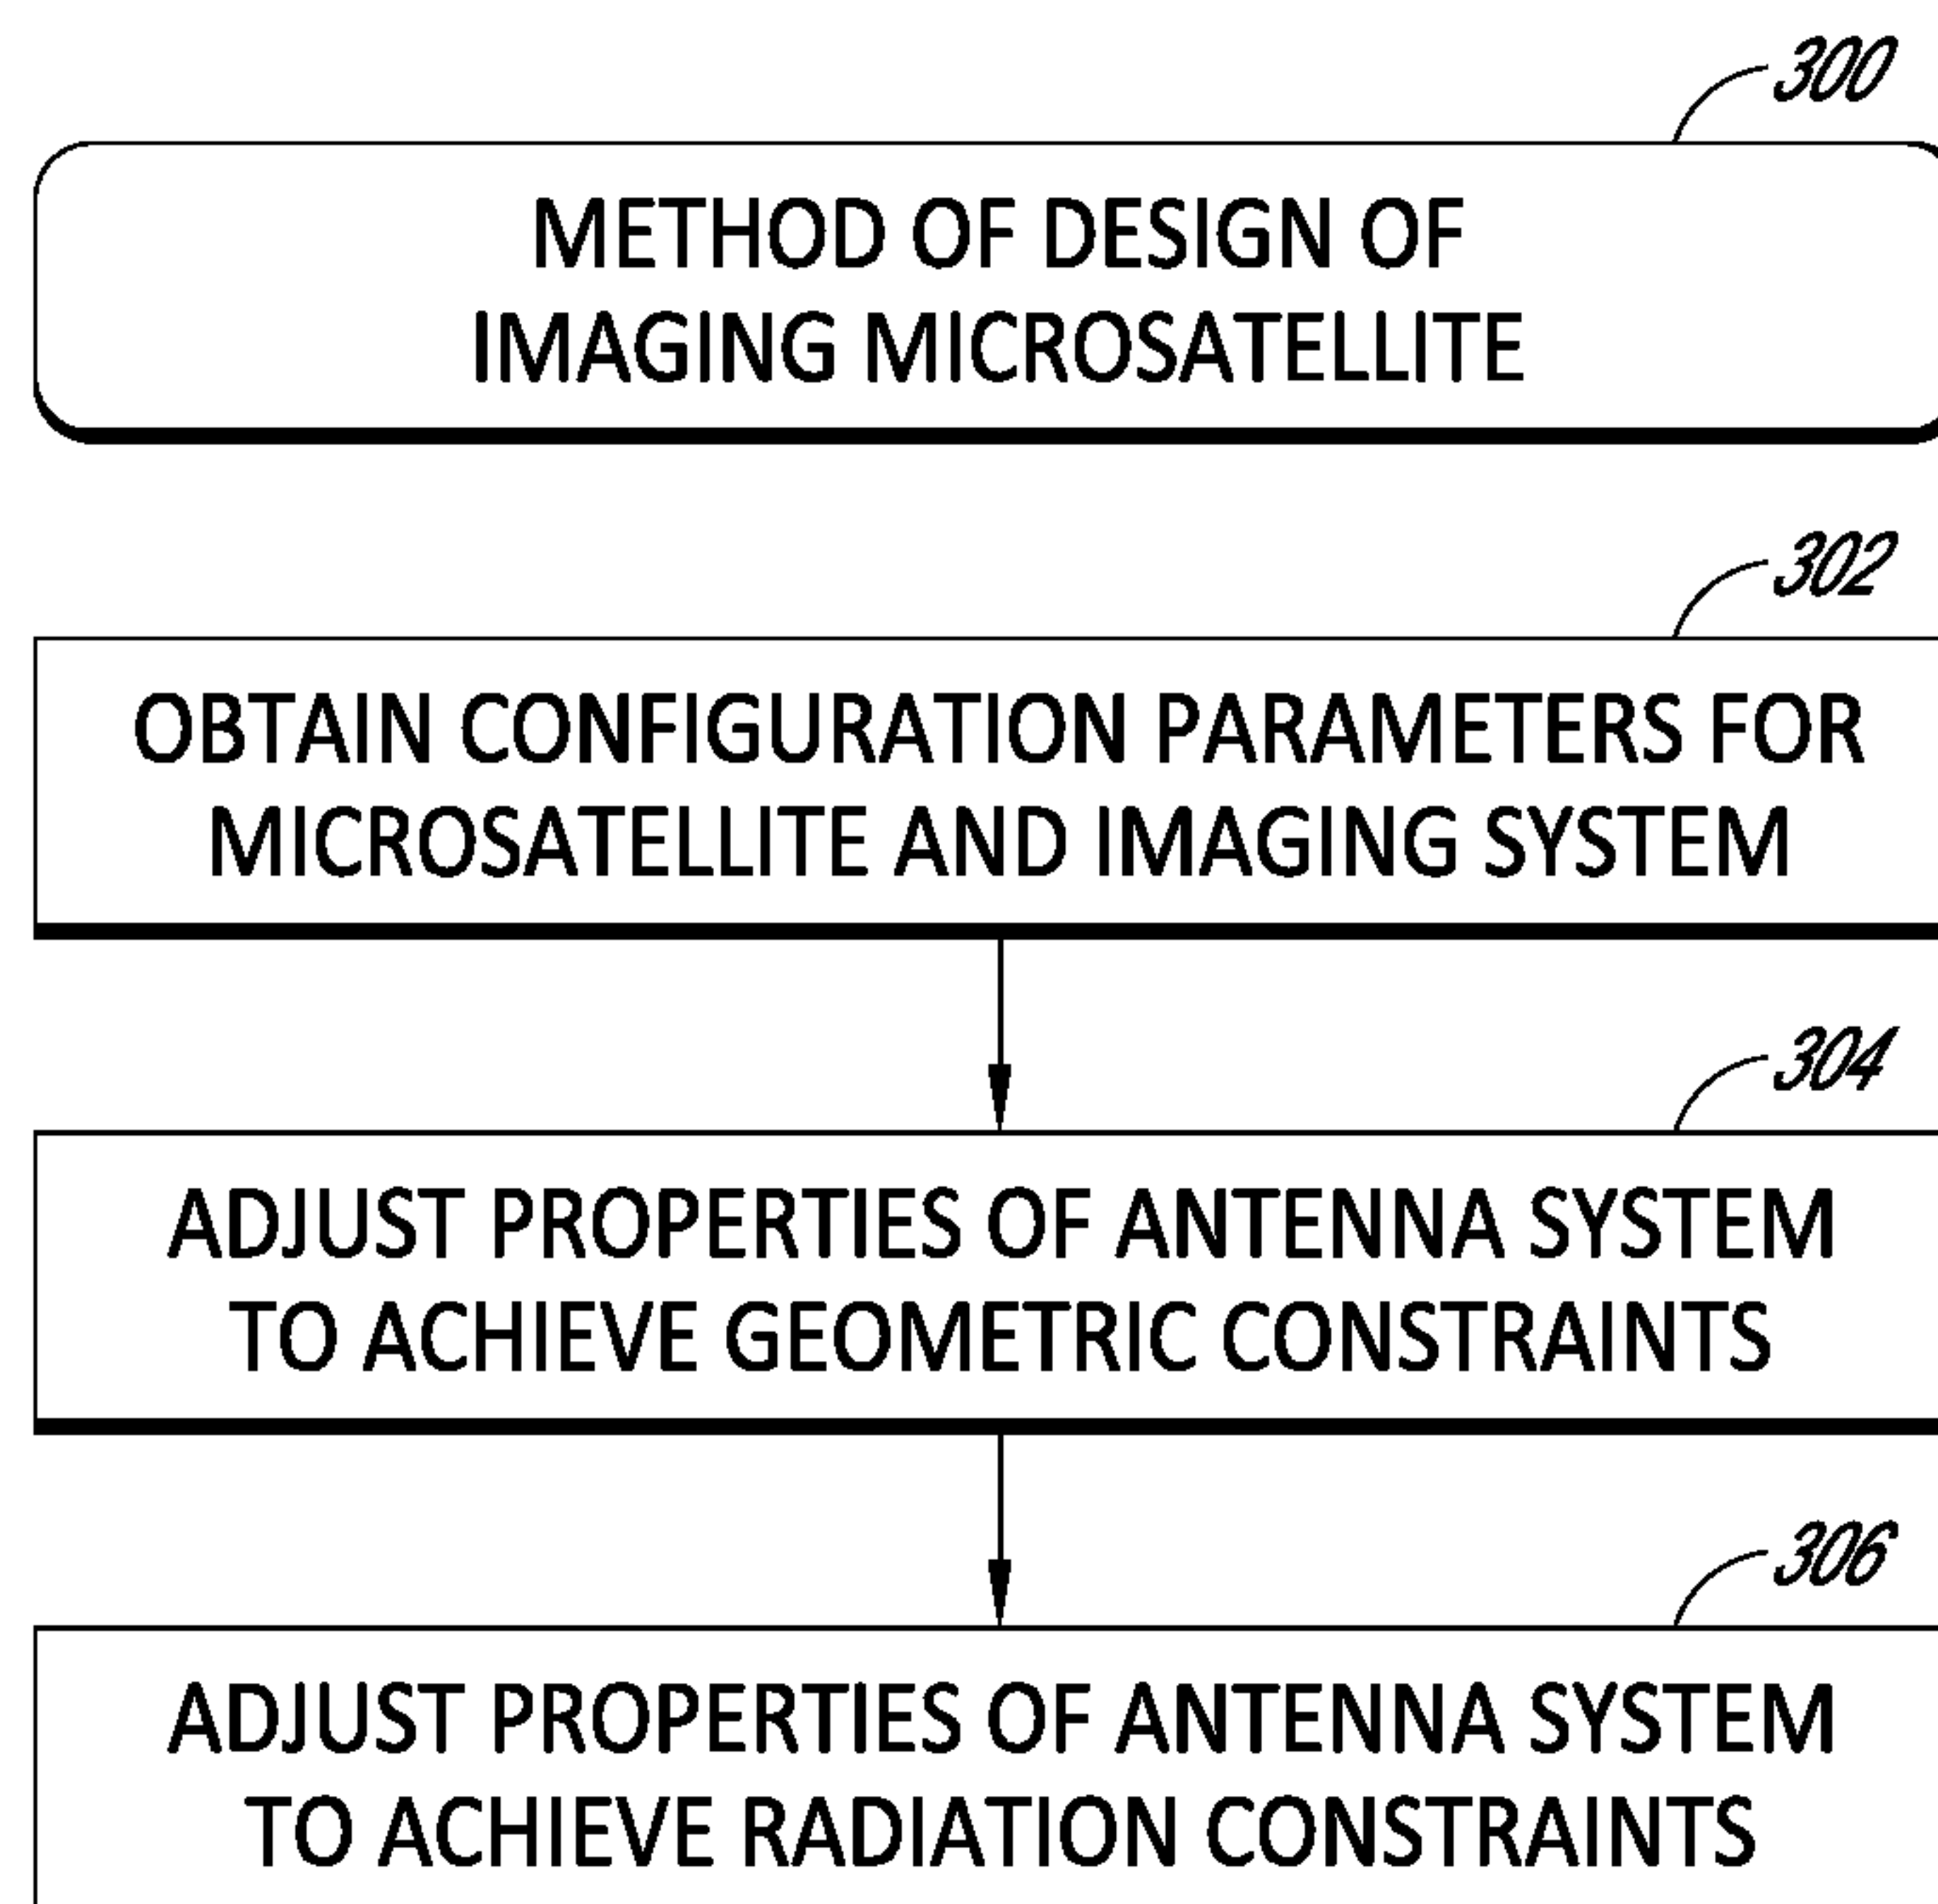 300
METHOD OF DESIGN OF
IMAGING MICROSATELLITE
302
OBTAIN CONFIGURATION PARAMETERS FOR
MICROSATELLITE AND IMAGING SYSTEM
304
ADJUST PROPERTIES OF ANTENNA SYSTEM
TO ACHIEVE GEOMETRIC CONSTRAINTS
306
ADJUST PROPERTIES OF ANTENNA SYSTEM
TO ACHIEVE RADIATION CONSTRAINTS